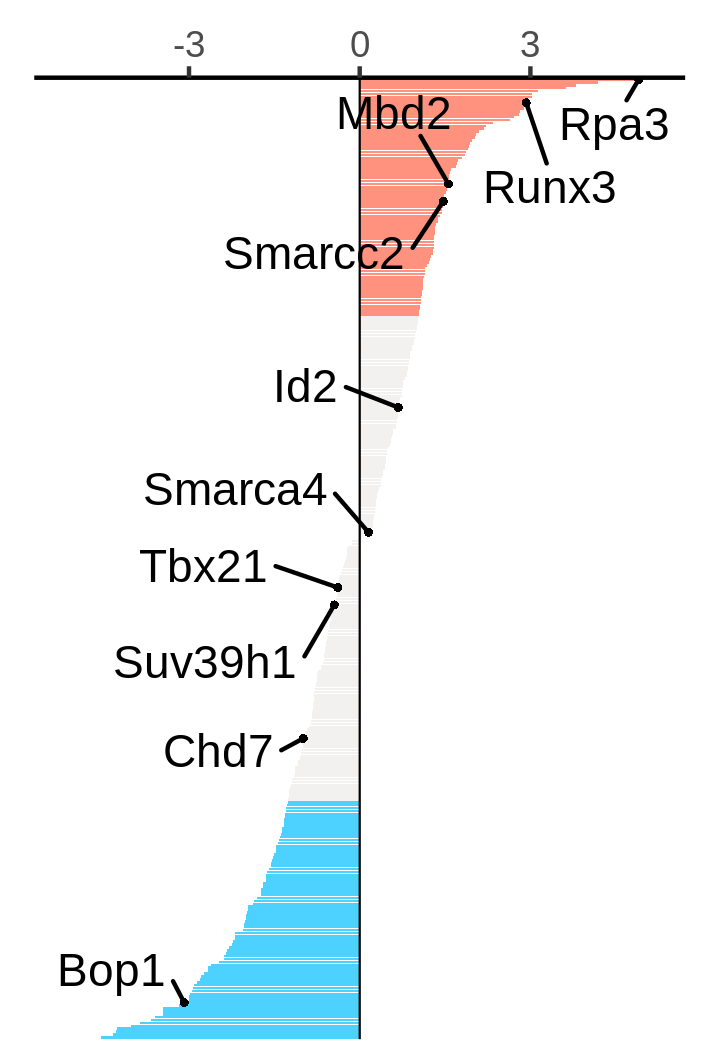 -3 0 3
Mbd2
Rpa3
Runx3
Smarcc2
Id2
Smarca4
Tbx21
Suv39h1
Chd7
Bop1